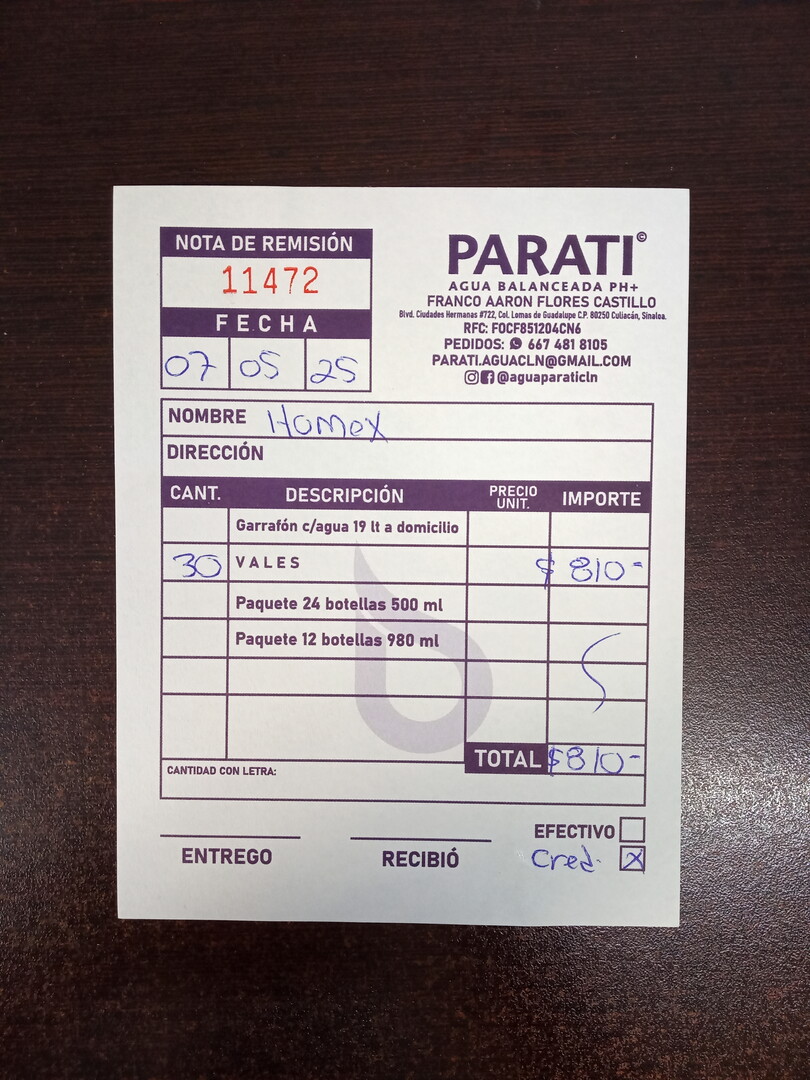 NOTA DE REMISIÓN
11472
FECHA
07 05 25
PARATI©
AGUA BALANCEADA PH+
FRANCO AARON FLORES CASTILLO
Blvd. Ciudades Hermanas #722, Col. Lomas de Guadalupe C.P. 80250 Culiacán, Sinaloa.
RFC: FOCF851204CN6
PEDIDOS: 667 481 8105
PARATI.AGUACLN@GMAIL.COM
@aguaparaticln
NOMBRE Homex
DIRECCIÓN
CANT. DESCRIPCIÓN PRECIO UNIT. IMPORTE
Garrafón c/agua 19 lt a domicilio
30 VALES $ 810-
Paquete 24 botellas 500 ml
Paquete 12 botellas 980 ml
TOTAL $810-
CANTIDAD CON LETRA:
EFECTIVO
Cred. X
ENTREGO RECIBIÓ